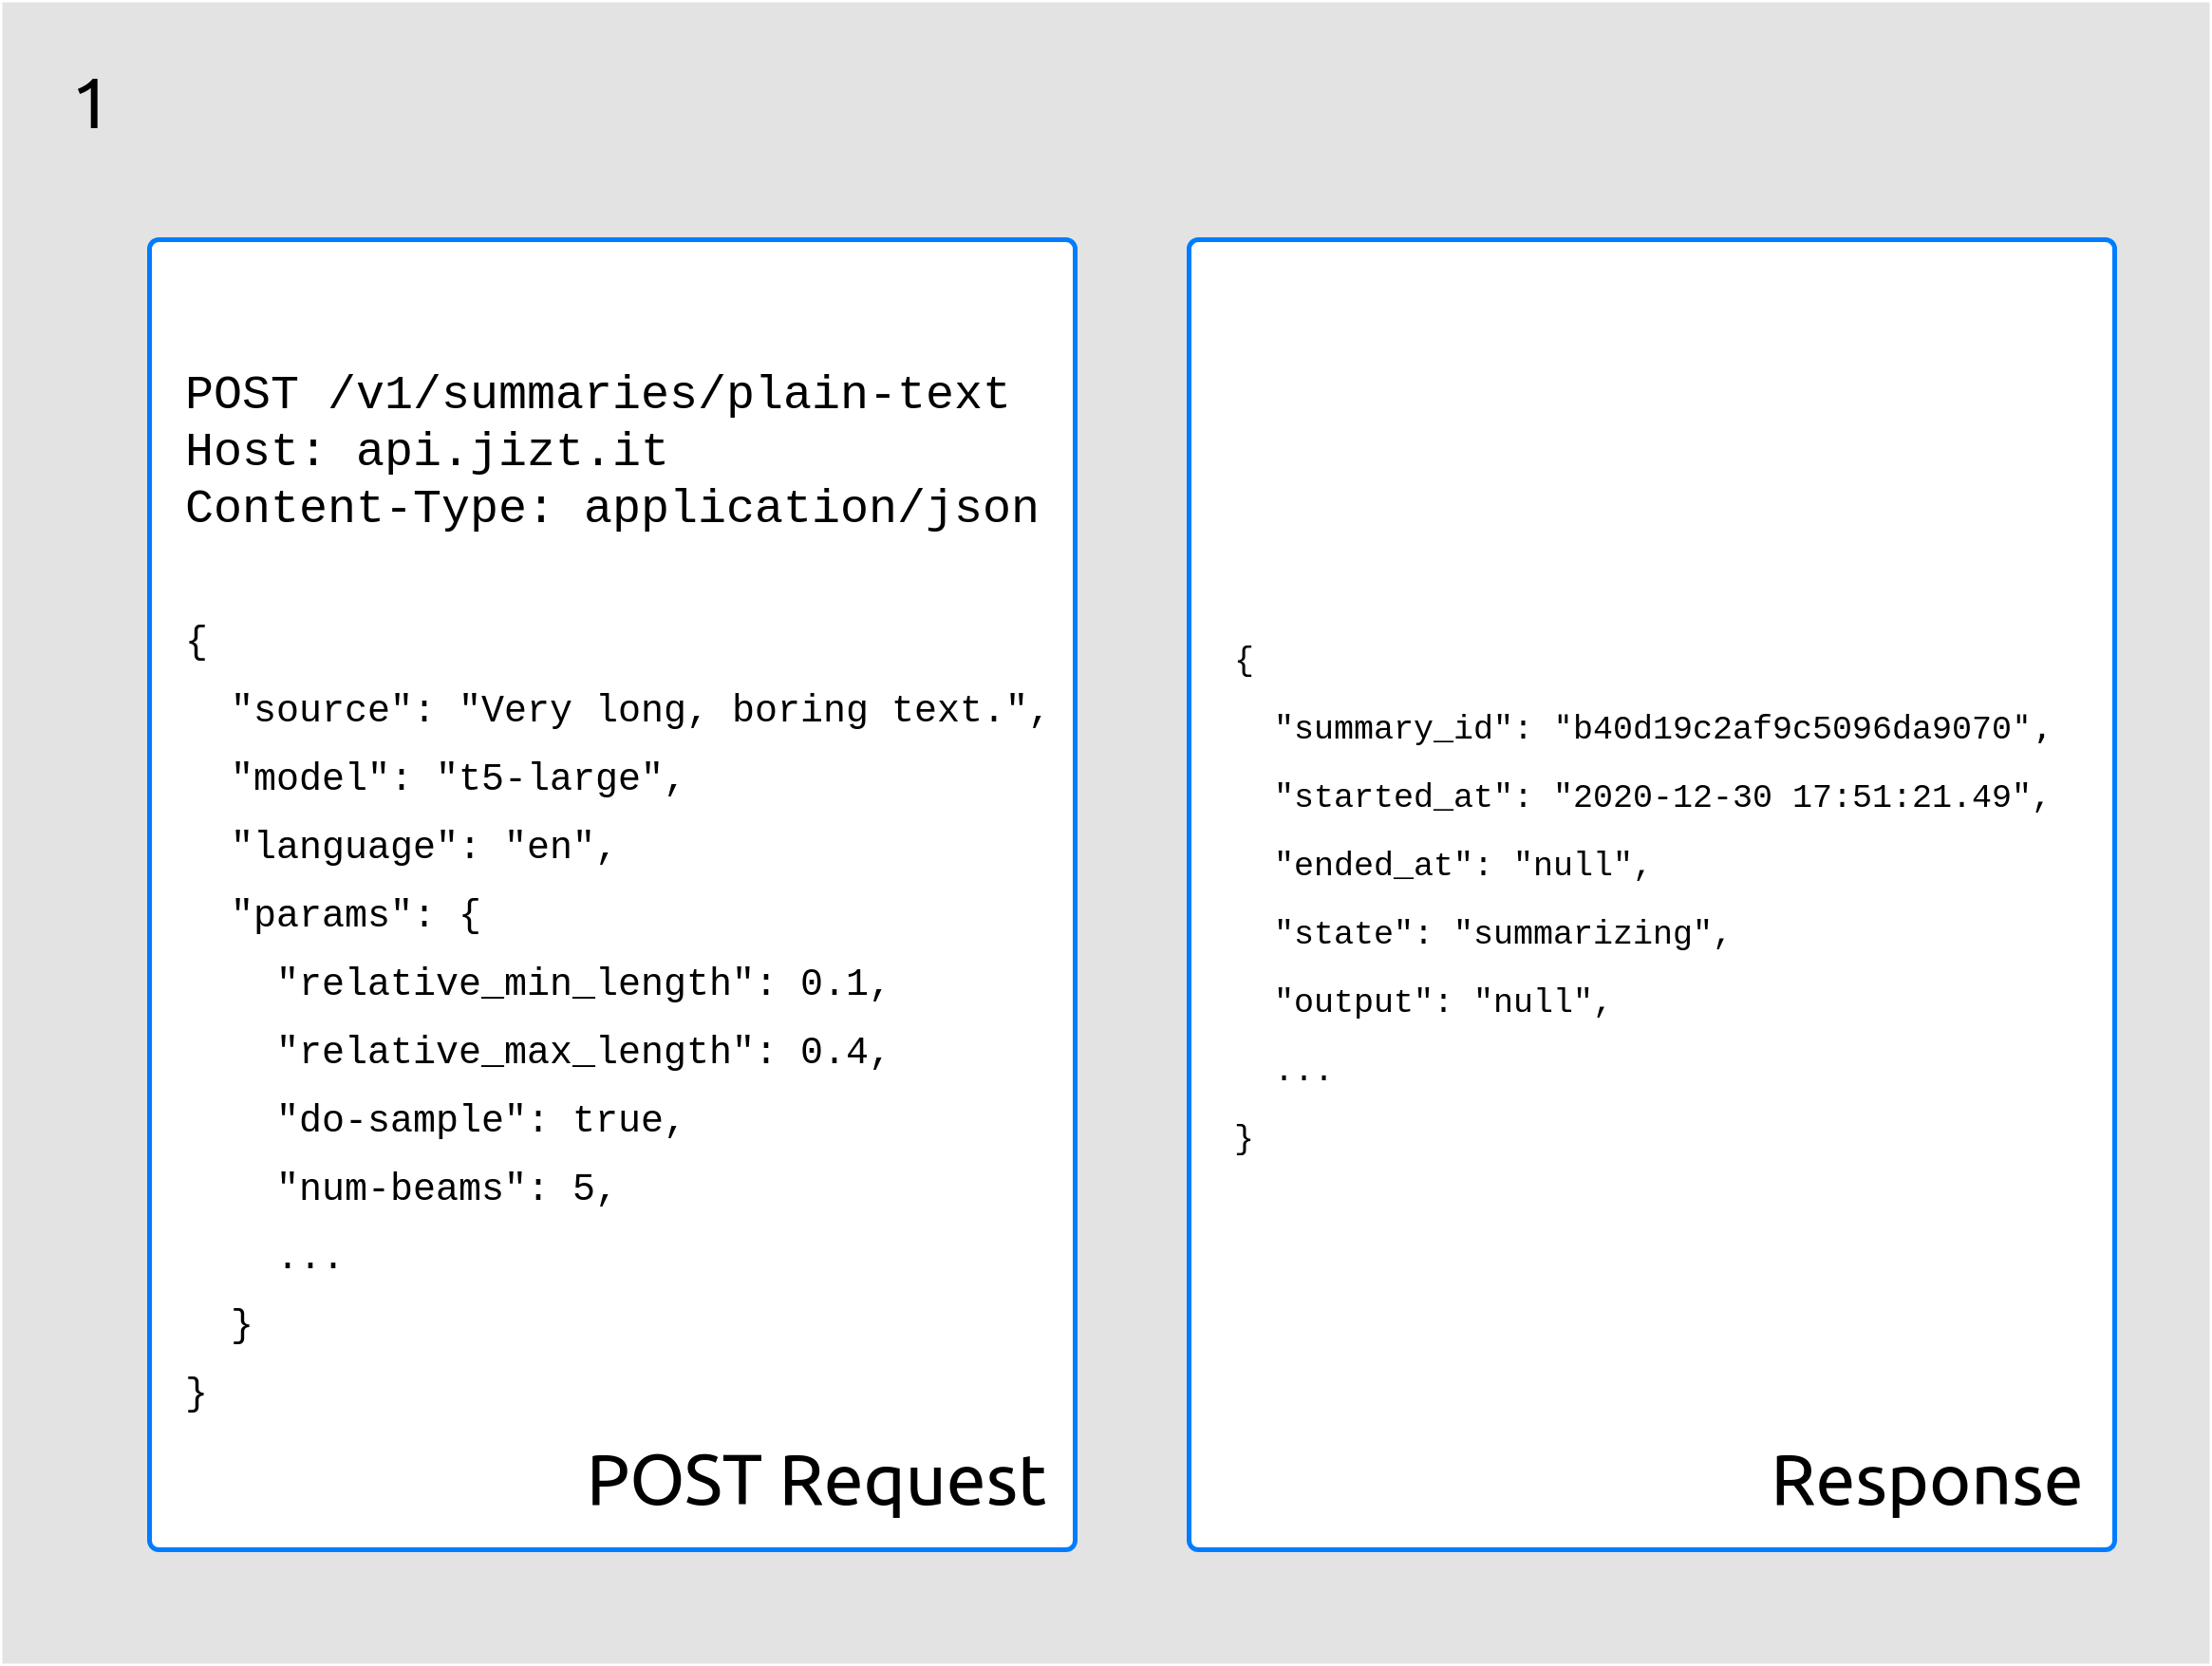 1
POST /v1/summaries/plain-text
Host: api.jizt.it
Content-Type: application/json
{
  "source": "Very long, boring text.",
  "model": "t5-large",
  "language": "en",
  "params": {
    "relative_min_length": 0.1,
    "relative_max_length": 0.4,
    "do-sample": true,
    "num-beams": 5,
    ...
  }
}
POST Request
{
  "summary_id": "b40d19c2af9c5096da9070",
  "started_at": "2020-12-30 17:51:21.49",
  "ended_at": "null",
  "state": "summarizing",
  "output": "null",
  ...
}
Response